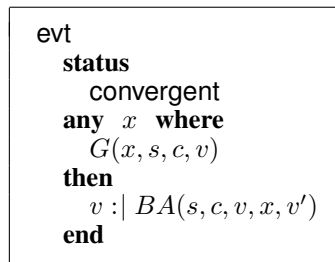 evt
status
convergent
any x where
G(x, s, c, v)
then
v :| BA(s, c, v, x, v′)
end